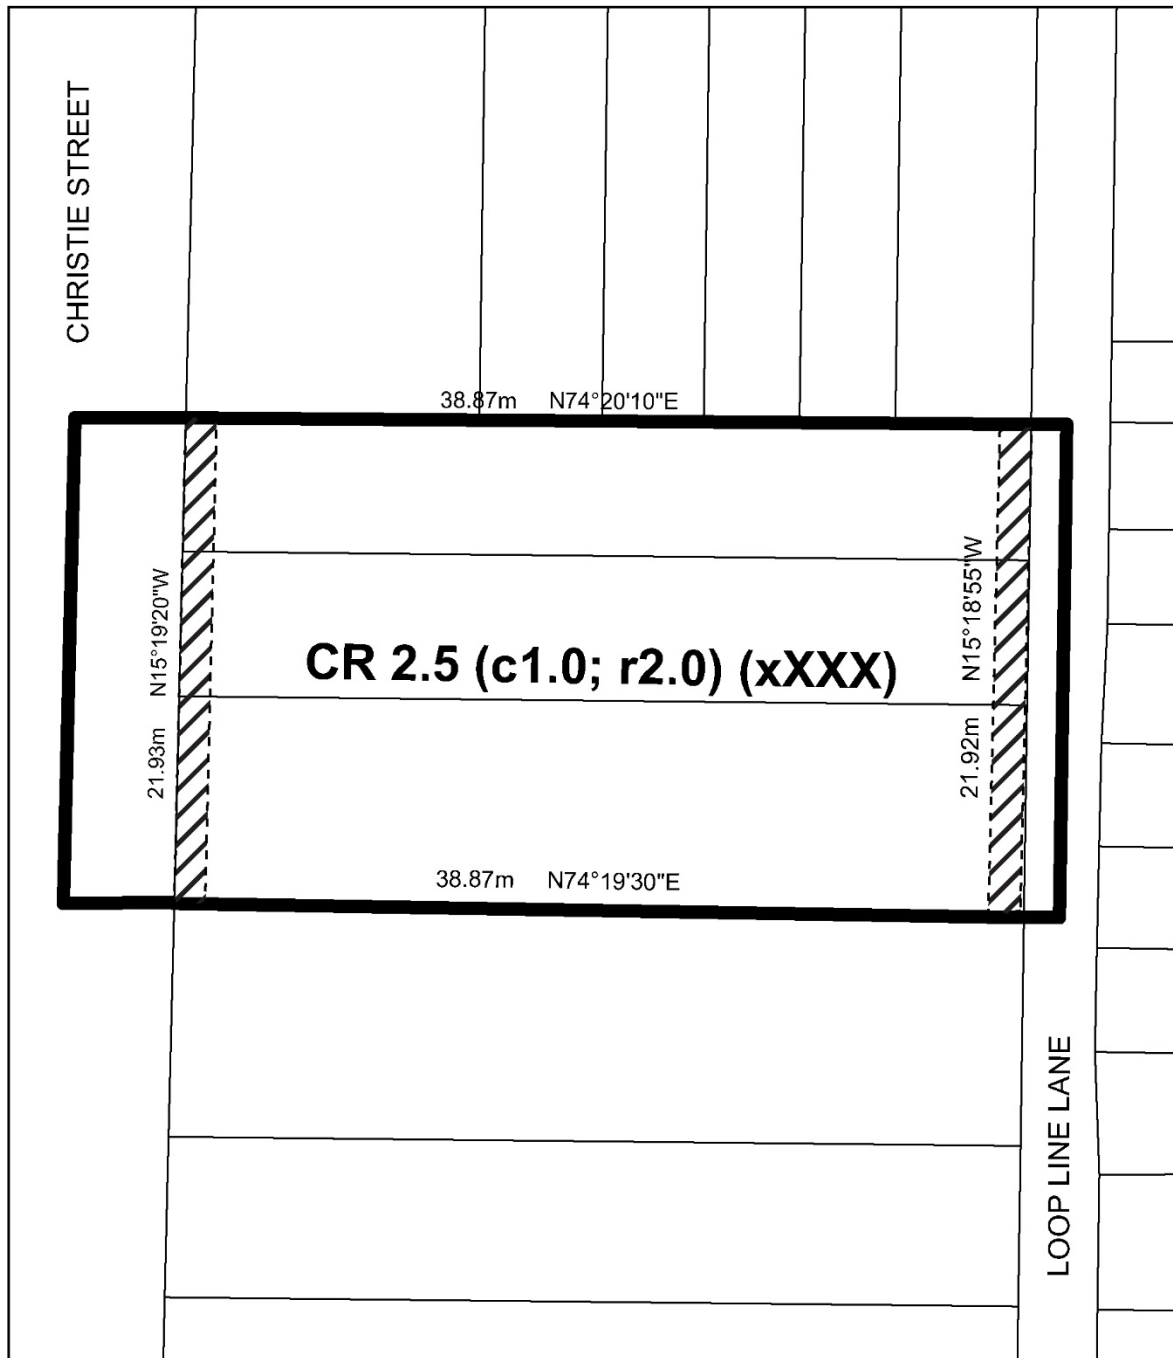 CHRISTIE STREET
38.87m N74°20'10"E
N15°19'20"W
21.93m
CR 2.5 (c1.0; r2.0) (xXXX)
N15°18'55"W
21.92m
38.87m N74°19'30"E
LOOP LINE LANE